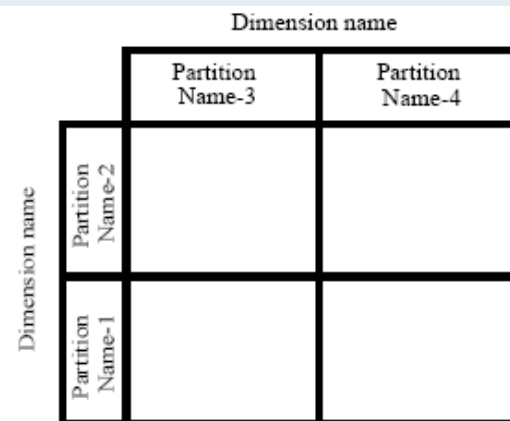 Dimension name
Partition
Name-3
Partition
Name-4
Dimension name
Partition
Name-2
Partition
Name-1